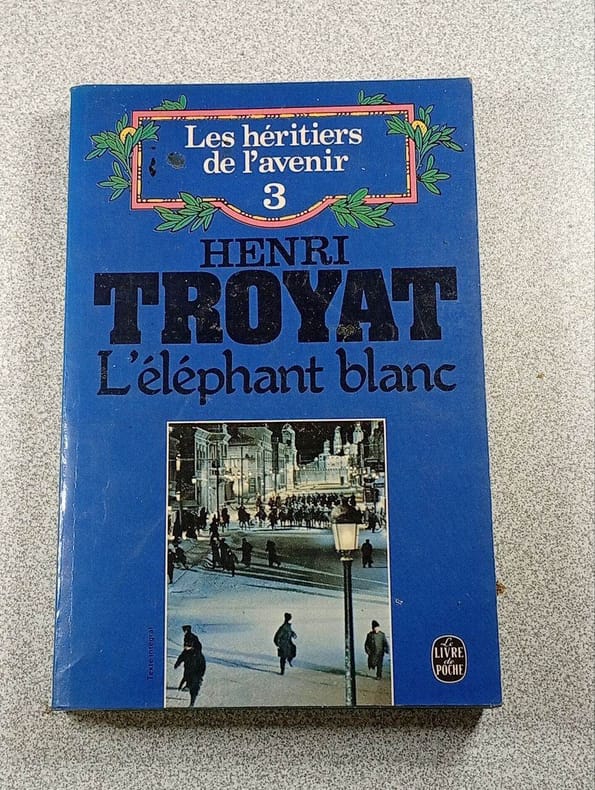 Les héritiers
de l'avenir
3
HENRI
TROYAT
L'éléphant blanc
Texte intégral
Le
LIVRE
de
POCHE